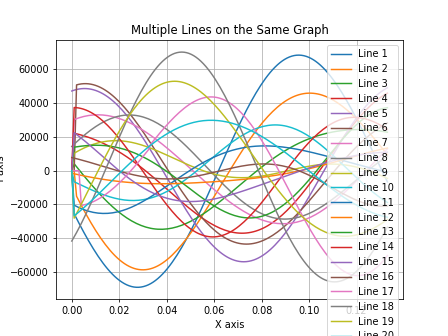 Multiple Lines on the Same Graph
60000
40000
20000
0
−20000
−40000
−60000
0.00
0.02
0.04
0.06
0.08
0.10
X axis
Line 1
Line 2
Line 3
Line 4
Line 5
Line 6
Line 7
Line 8
Line 9
Line 10
Line 11
Line 12
Line 13
Line 14
Line 15
Line 16
Line 17
Line 18
Line 19
Line 20